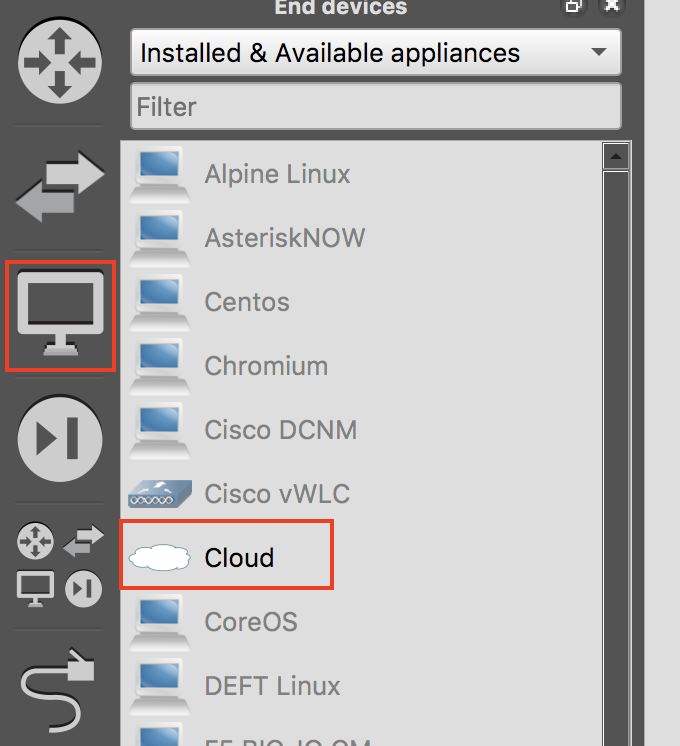 End devices
Installed & Available appliances
Filter
Alpine Linux
AsteriskNOW
Centos
Chromium
Cisco DCNM
Cisco vWLC
Cloud
CoreOS
DEFT Linux